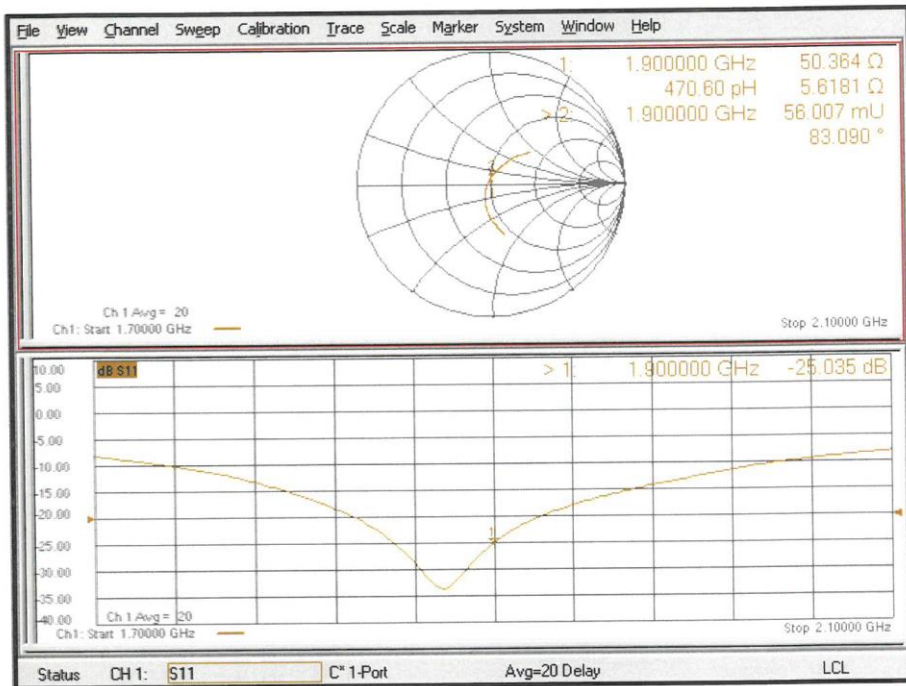 File View Channel Sweep Calibration Trace Scale Marker System Window Help
1: 1.900000 GHz 50.364 Ω
470.60 pH 5.6181 Ω
> 2: 1.900000 GHz 56.007 mU
83.090 °
1
Ch 1 Avg = 20
Ch1: Start 1.70000 GHz
Stop 2.10000 GHz
10.00
dB S11
> 1: 1.900000 GHz -25.035 dB
5.00
0.00
-5.00
-10.00
-15.00
-20.00
-25.00
1
-30.00
-35.00
-40.00
Ch 1 Avg = 20
Ch1: Start 1.70000 GHz
Stop 2.10000 GHz
Status CH 1: S11 C* 1-Port Avg=20 Delay LCL